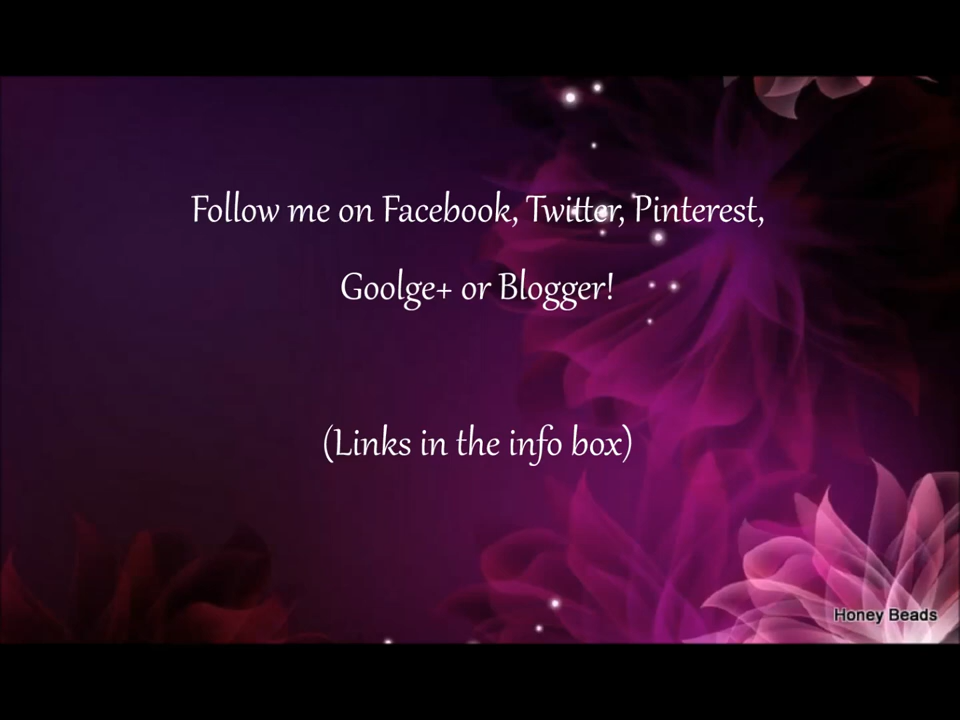 Follow me on Facebook, Twitter, Pinterest,
Goolge+ or Blogger!
(Links in the info box)
Honey Beads